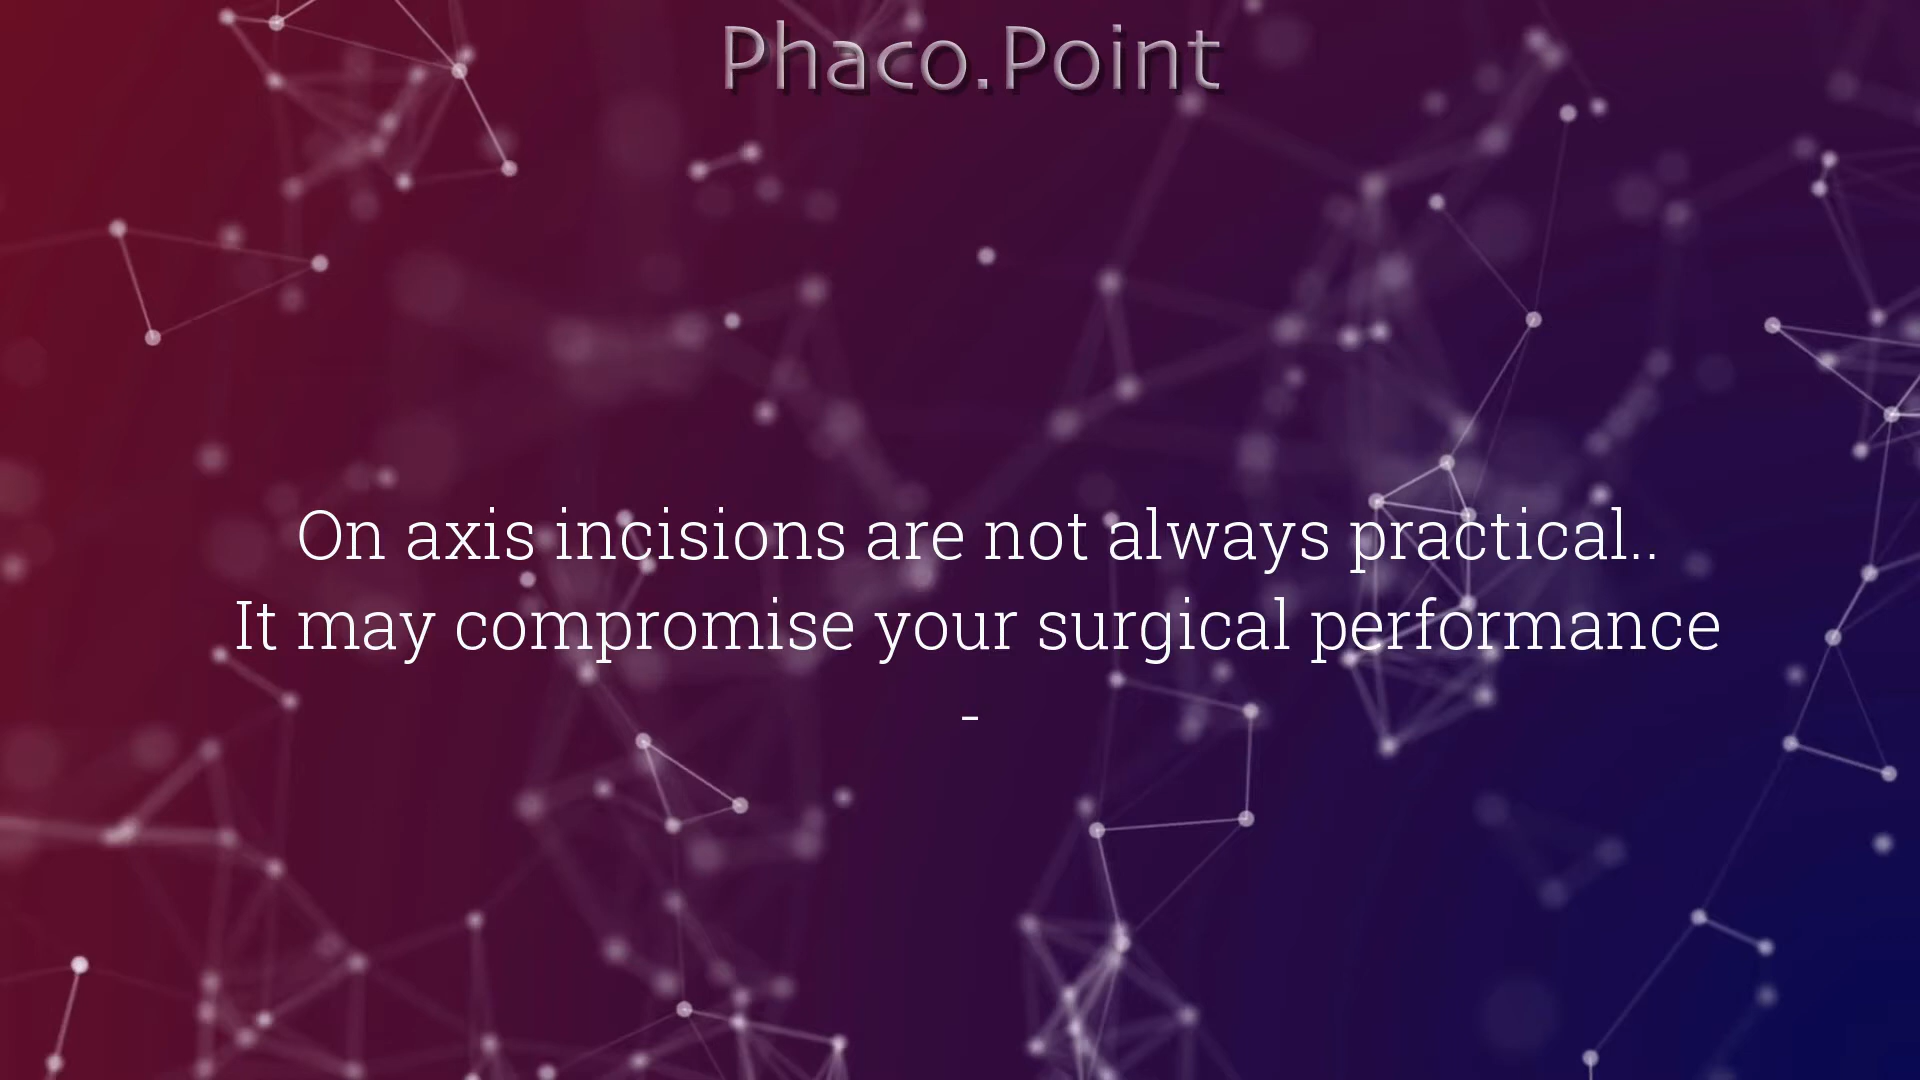 Phaco.Point
On axis incisions are not always practical..
It may compromise your surgical performance
-